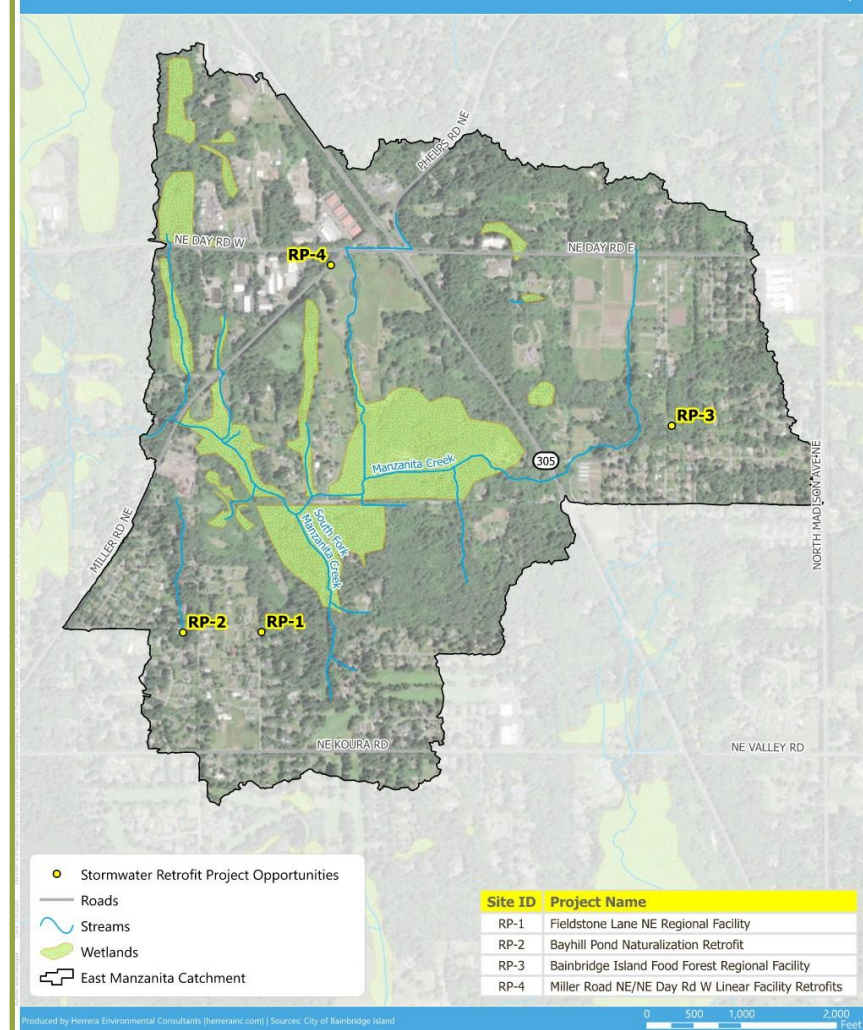 PHELPS RD NE
NE DAY RD W
RP-4
NE DAY RD E
RP-3
305
Manzanita Creek
South Fork
Manzanita Creek
NORTH MADISON AVE NE
MILLER RD NE
RP-2
RP-1
NE KOURA RD
NE VALLEY RD
Stormwater Retrofit Project Opportunities
Roads
Streams
Wetlands
East Manzanita Catchment
Site ID Project Name
RP-1 Fieldstone Lane NE Regional Facility
RP-2 Bayhill Pond Naturalization Retrofit
RP-3 Bainbridge Island Food Forest Regional Facility
RP-4 Miller Road NE/NE Day Rd W Linear Facility Retrofits
Produced by Herrera Environmental Consultants (herrerainc.com) | Sources: City of Bainbridge Island
0 500 1,000 2,000
Feet